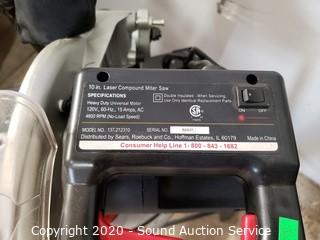 10 in. Laser Compound Miter Saw
SPECIFICATIONS
Heavy Duty Universal Motor
120V, 60-Hz., 15 Amps, AC
4800 RPM (No-Load Speed)
Double Insulated - When Servicing,
Use Only Identical Replacement Parts.
ON
OFF
MODEL NO. 137.212310
SERIAL NO.
Distributed by Sears, Roebuck and Co., Hoffman Estates, IL 60179
Made in China
Consumer Help Line 1-800-843-1682
Copyright 2020 - Sound Auction Service